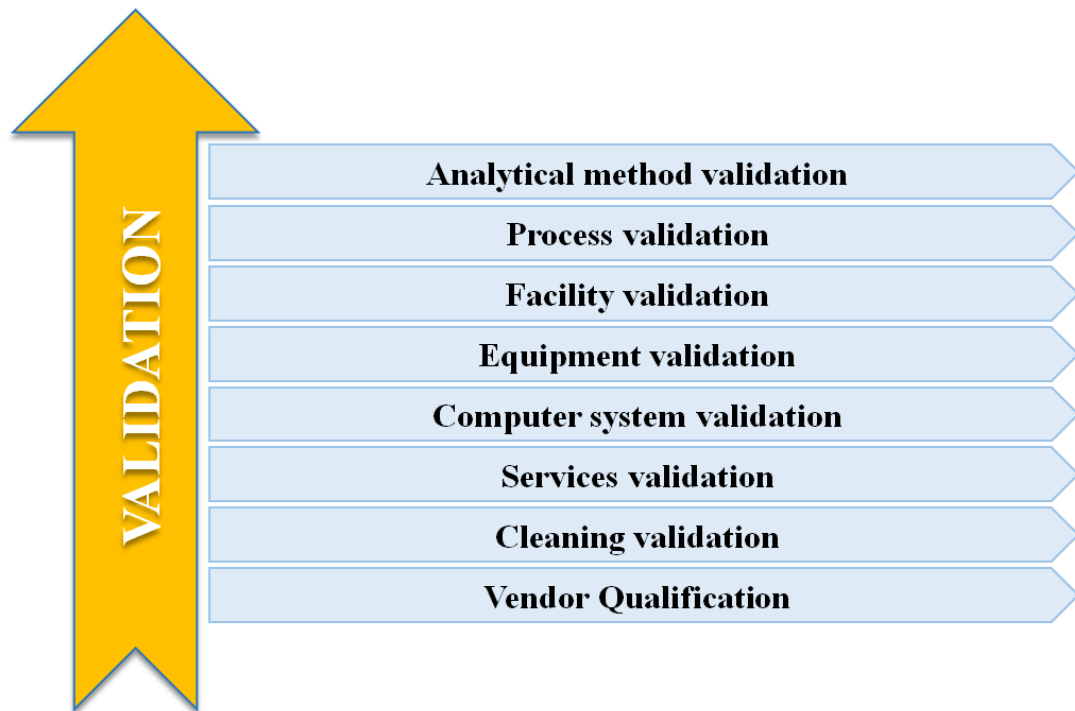 VALIDATION
Analytical method validation
Process validation
Facility validation
Equipment validation
Computer system validation
Services validation
Cleaning validation
Vendor Qualification